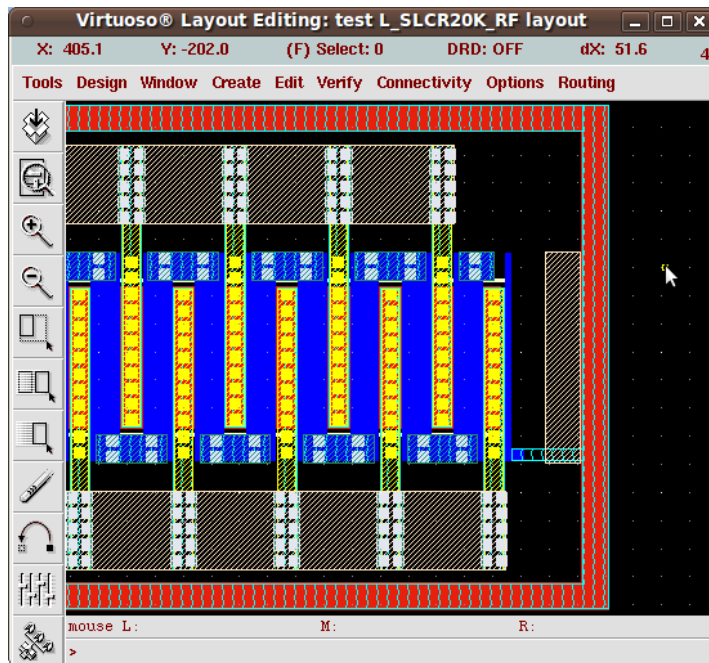 Virtuoso® Layout Editing: test L_SLCR20K_RF layout
X: 405.1 Y: -202.0 (F) Select: 0 DRD: OFF dX: 51.6 4
Tools Design Window Create Edit Verify Connectivity Options Routing
mouse L: M: R:
>